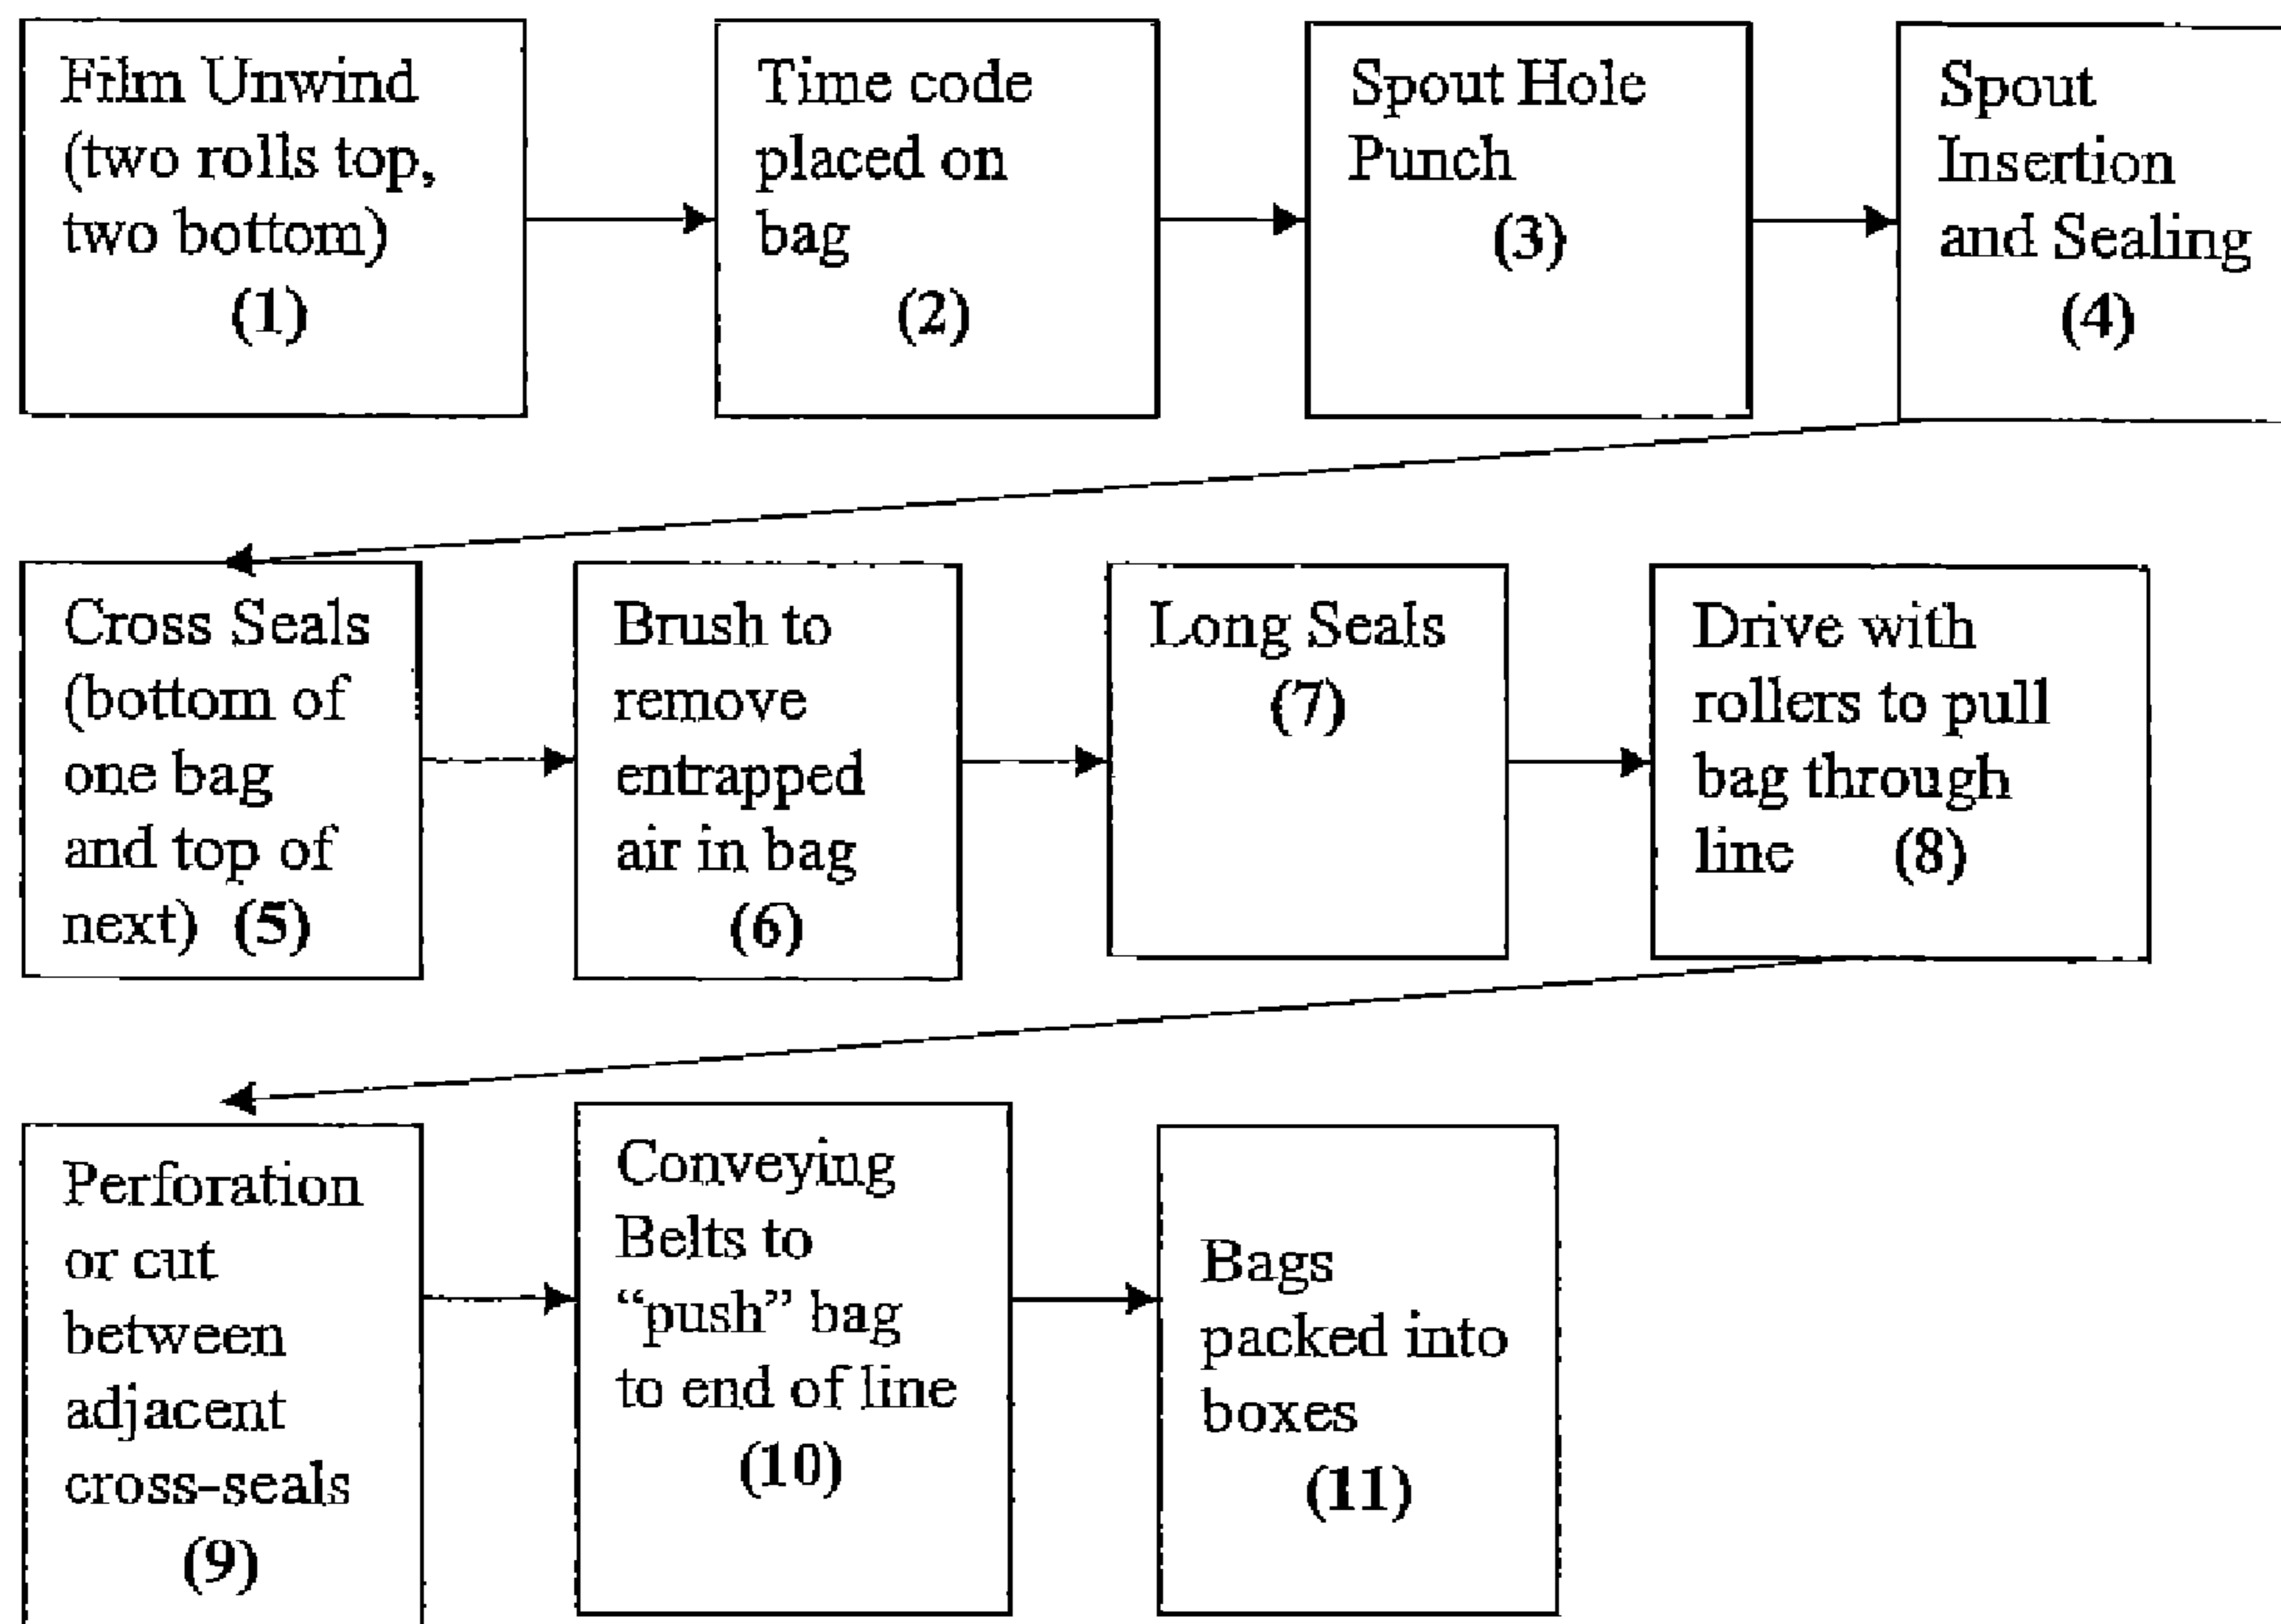 Film Unwind
(two rolls top,
two bottom)
(1)
Time code
placed on
bag
(2)
Spout Hole
Punch
(3)
Spout
Insertion
and Sealing
(4)
Cross Seals
(bottom of
one bag
and top of
next) (5)
Brush to
remove
entrapped
air in bag
(6)
Long Seals
(7)
Drive with
rollers to pull
bag through
line (8)
Perforation
or cut
between
adjacent
cross-seals
(9)
Conveying
Belts to
“push” bag
to end of line
(10)
Bags
packed into
boxes
(11)